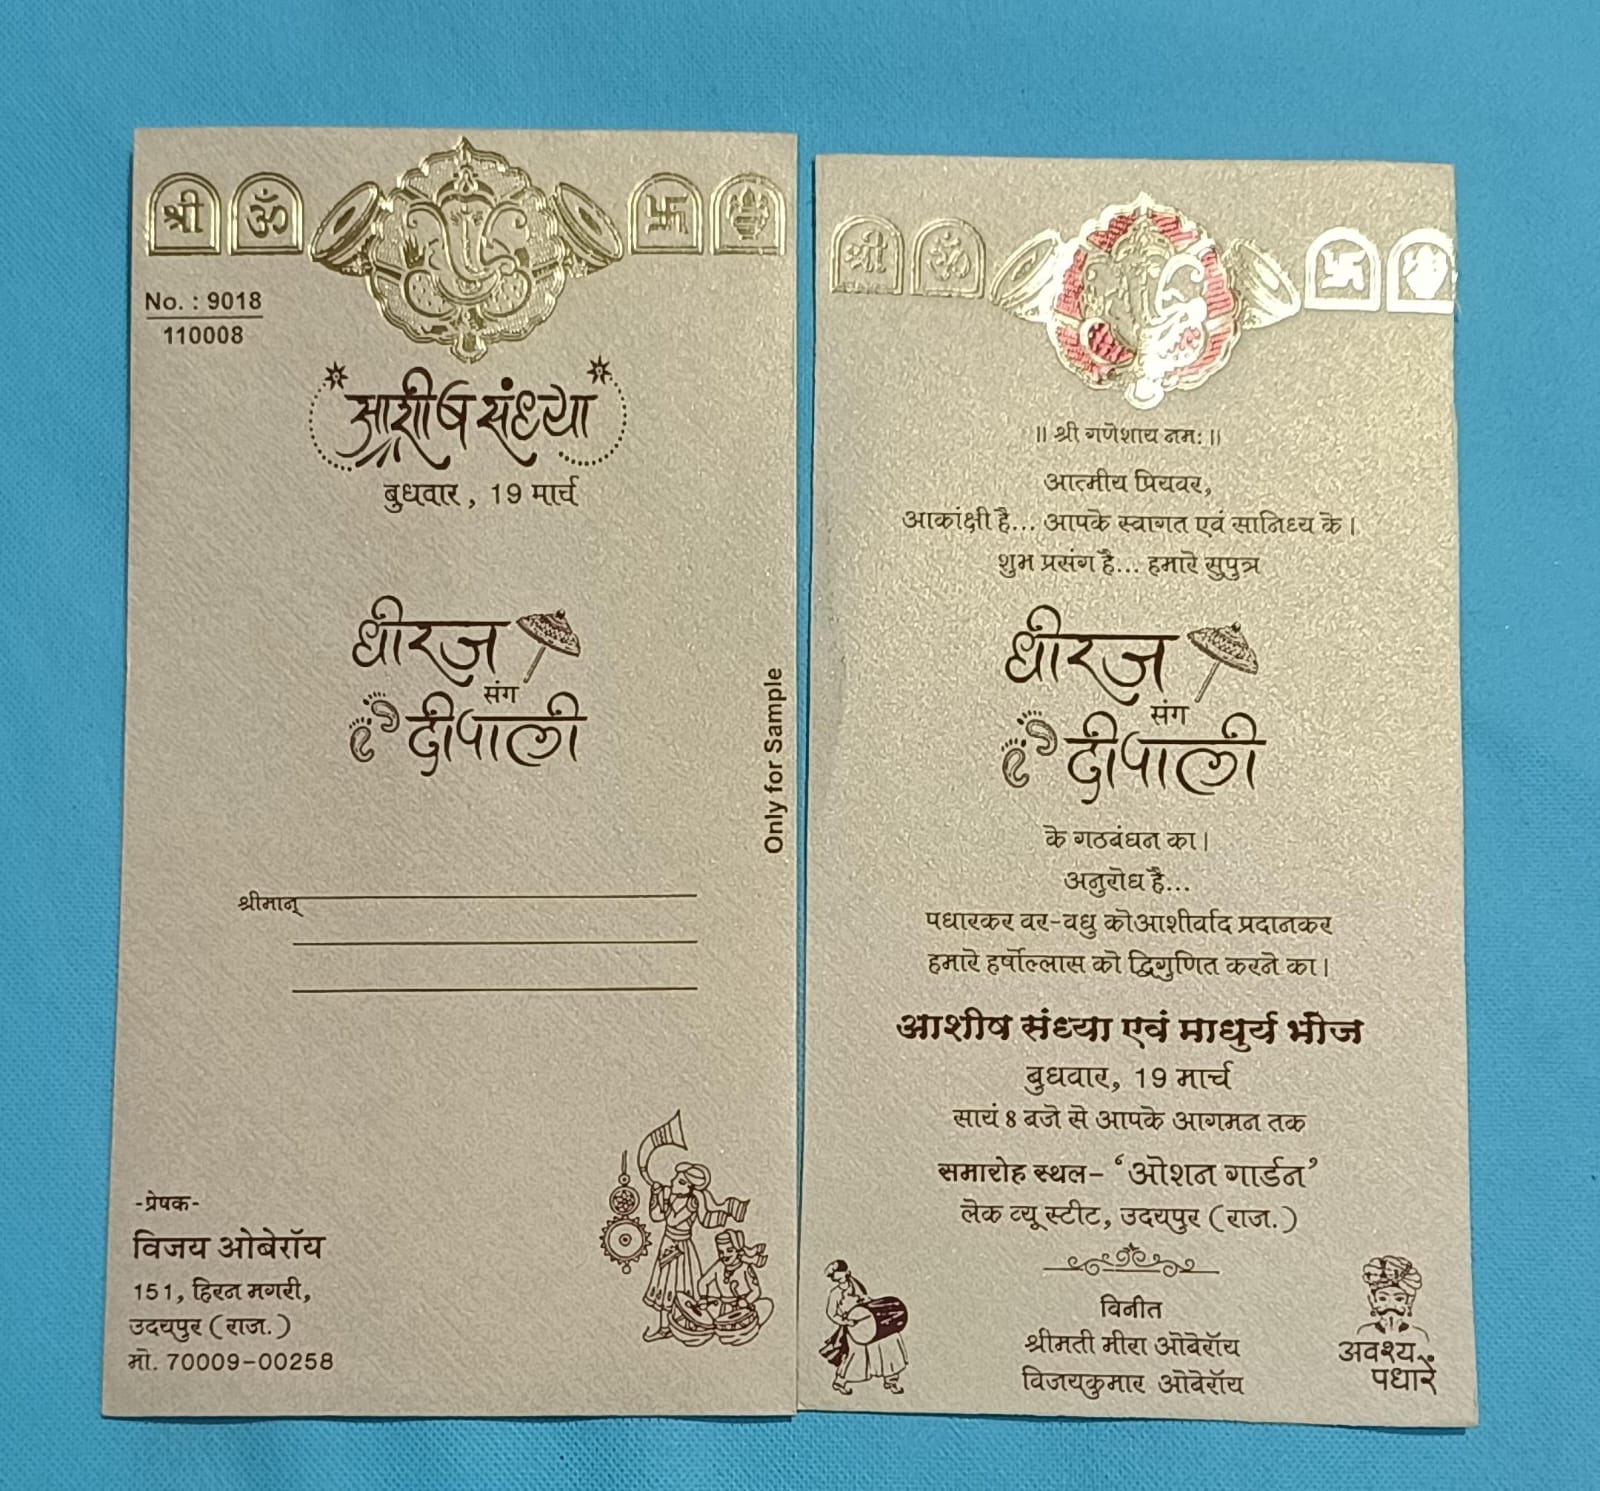 श्री
ॐ
No. : 9018
110008
आशीष संध्या
बुधवार, 19 मार्च
धीरज
संग
दीपाली
Only for Sample
श्रीमान्
-प्रेषक-
विजय ओबेरॉय
151, हिरन मगरी,
उदयपुर (राज.)
मो. 70009-00258
श्री
ॐ
॥ श्री गणेशाय नमः ॥
आत्मीय प्रियवर,
आकांक्षी है... आपके स्वागत एवं सानिध्य के।
शुभ प्रसंग है... हमारे सुपुत्र
धीरज
संग
दीपाली
के गठबंधन का।
अनुरोध है...
पधारकर वर-वधु को आशीर्वाद प्रदानकर
हमारे हर्षोल्लास को द्विगुणित करने का।
आशीष संध्या एवं माधुर्य भोज
बुधवार, 19 मार्च
सायं 8 बजे से आपके आगमन तक
समारोह स्थल- ‘ओशन गार्डन’
लेक व्यू स्टीट, उदयपुर (राज.)
विनीत
श्रीमती मीरा ओबेरॉय
विजयकुमार ओबेरॉय
अवश्य
पधारें